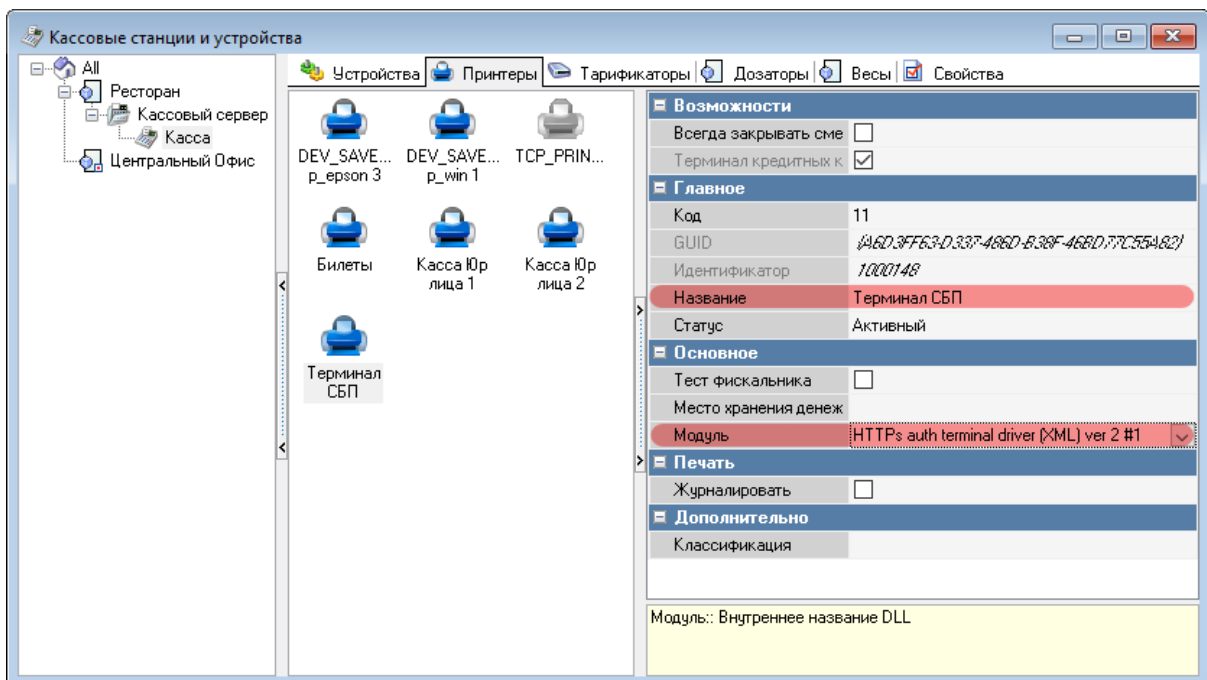 Кассовые станции и устройства
All
Ресторан
Кассовый сервер
Касса
Центральный Офис
Устройства Принтеры Тарификаторы Дозаторы Весы Свойства
DEV_SAVE... DEV_SAVE... TCP_PRIN...
p_epson 3 p_win 1
Билеты Касса Юр Касса Юр
лица 1 лица 2
Терминал
СБП
Возможности
Всегда закрывать сме
Терминал кредитных к
Главное
Код 11
GUID {A6D3FF63-D337-486D-B38F-46BD77C55A82}
Идентификатор 1000148
Название Терминал СБП
Статус Активный
Основное
Тест фискальника
Место хранения денеж
Модуль HTTPs auth terminal driver (XML) ver 2 #1
Печать
Журналировать
Дополнительно
Классификация
Модуль:: Внутреннее название DLL